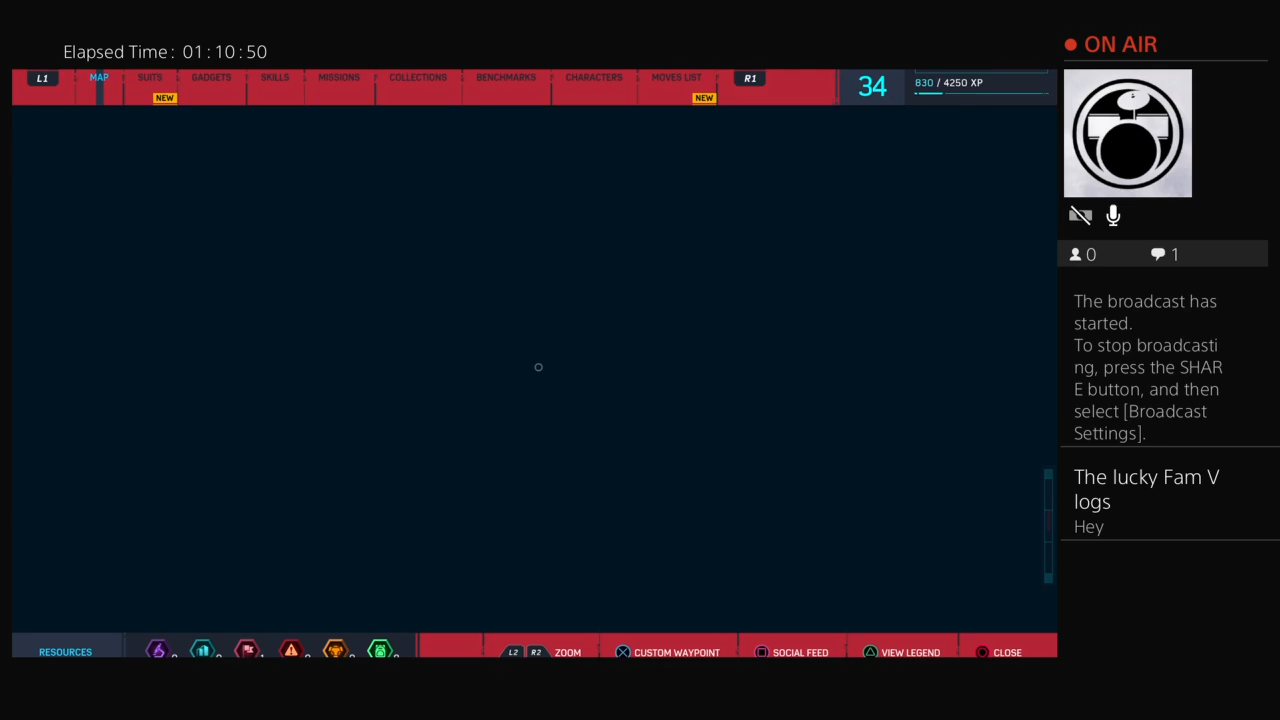 Elapsed Time: 01:10:50
ON AIR
L1 MAP SUITS GADGETS SKILLS MISSIONS COLLECTIONS BENCHMARKS CHARACTERS MOVES LIST R1
34
830 / 4250 XP
NEW NEW
0 1
The broadcast has
started.
To stop broadcasti
ng, press the SHAR
E button, and then
select [Broadcast
Settings].
The lucky Fam V
logs
Hey
RESOURCES L2 R2 ZOOM CUSTOM WAYPOINT SOCIAL FEED VIEW LEGEND CLOSE